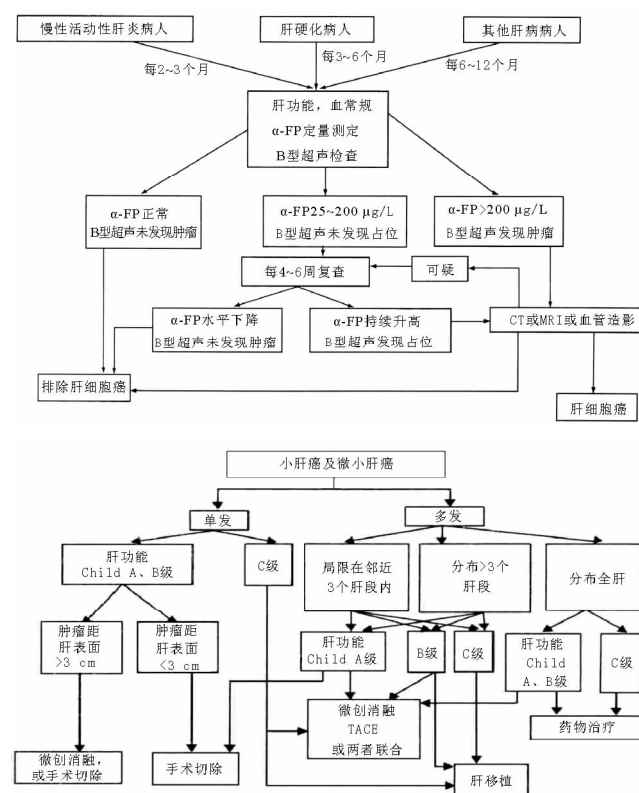 慢性活动性肝炎病人
肝硬化病人
其他肝病病人
每2~3个月
每3~6个月
每6~12个月
肝功能，血常规
α-FP定量测定
B型超声检查
α-FP正常
B型超声未发现肿瘤
α-FP25~200 μg/L
B型超声未发现占位
α-FP>200 μg/L
B型超声发现肿瘤
每4~6周复查
可疑
α-FP水平下降
B型超声未发现肿瘤
α-FP持续升高
B型超声发现占位
CT或MRI或血管造影
排除肝细胞癌
肝细胞癌
小肝癌及微小肝癌
单发
多发
肝功能
Child A、B级
C级
局限在邻近
3个肝段内
分布>3个
肝段
分布全肝
肿瘤距
肝表面
>3 cm
肿瘤距
肝表面
<3 cm
肝功能
Child A级
B级
C级
肝功能
Child
A、B级
C级
微创消融
TACE
或两者联合
药物治疗
微创消融，
或手术切除
手术切除
肝移植